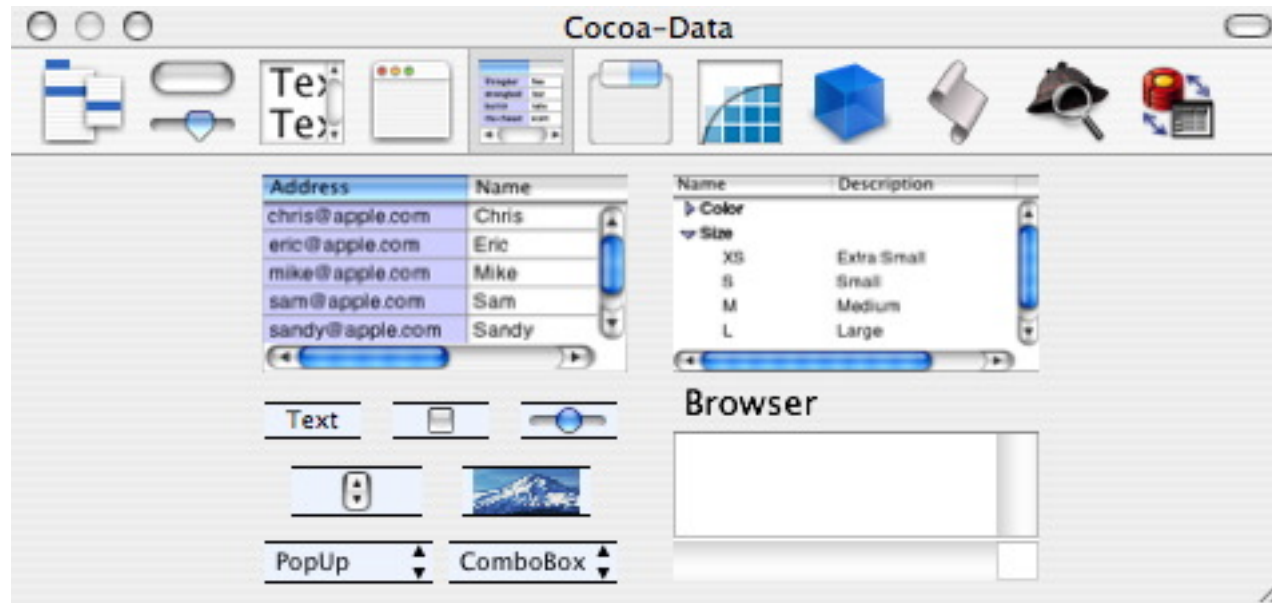 Cocoa-Data
Tex
Tex
Address Name
chris@apple.com Chris
eric@apple.com Eric
mike@apple.com Mike
sam@apple.com Sam
sandy@apple.com Sandy
Name Description
Color
Size
XS Extra Small
S Small
M Medium
L Large
Text
Browser
PopUp
ComboBox